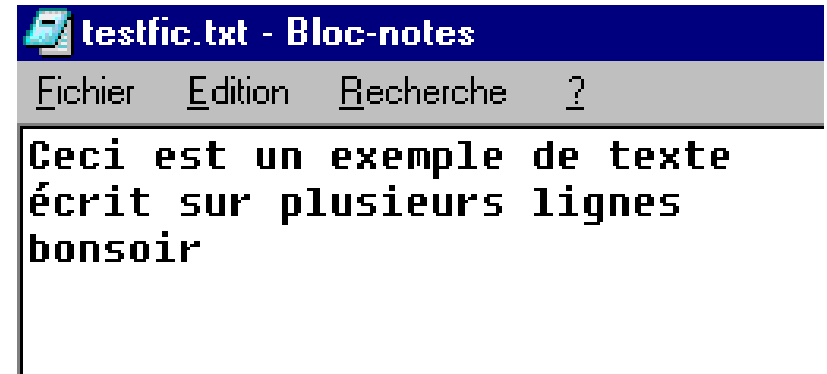 testfic.txt - Bloc-notes
Fichier Edition Recherche ?
Ceci est un exemple de texte
écrit sur plusieurs lignes
bonsoir